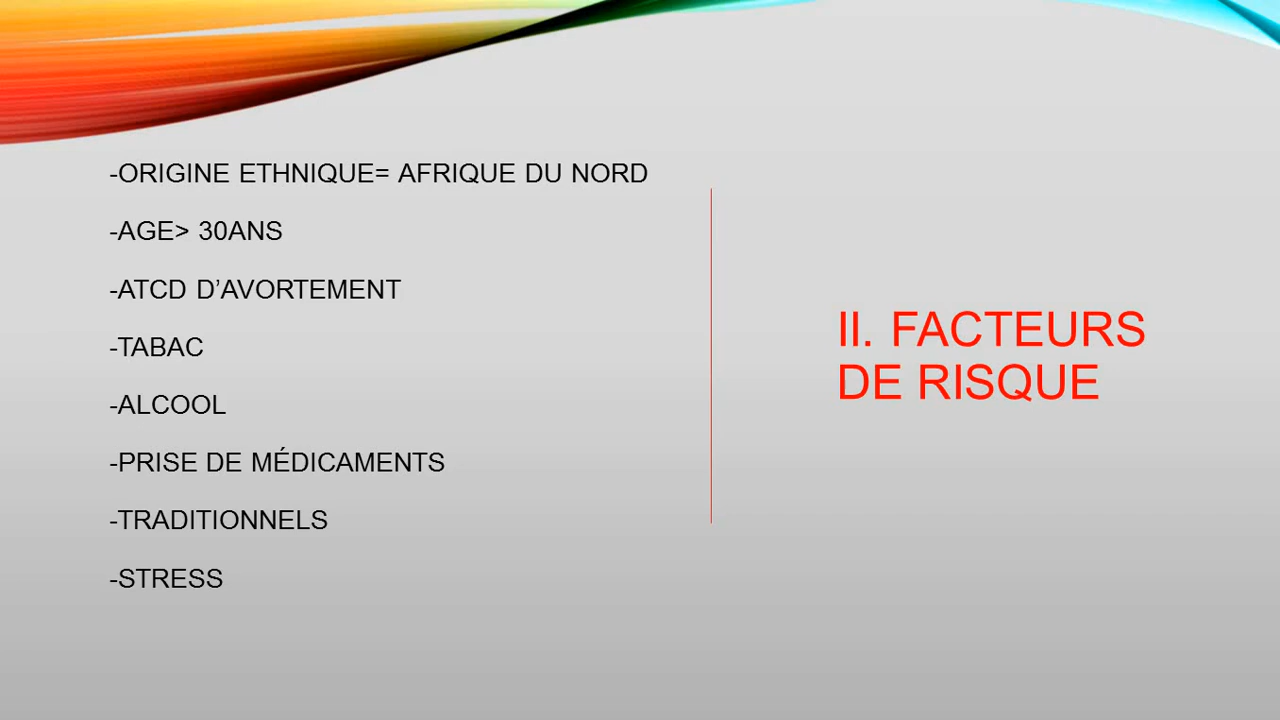 -ORIGINE ETHNIQUE= AFRIQUE DU NORD
-AGE> 30ANS
-ATCD D’AVORTEMENT
-TABAC
-ALCOOL
-PRISE DE MÉDICAMENTS
-TRADITIONNELS
-STRESS
II. FACTEURS
DE RISQUE